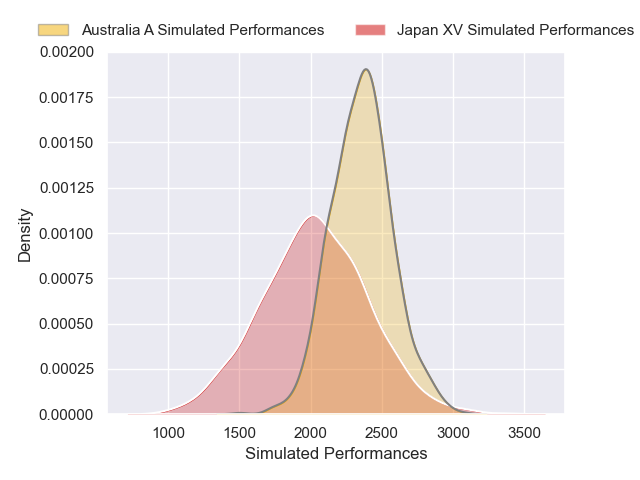 Australia A Simulated Performances Japan XV Simulated Performances
0.00200
0.00175
0.00150
0.00125
0.00100
0.00075
0.00050
0.00025
0.00000
Density
1000 1500 2000 2500 3000 3500
Simulated Performances